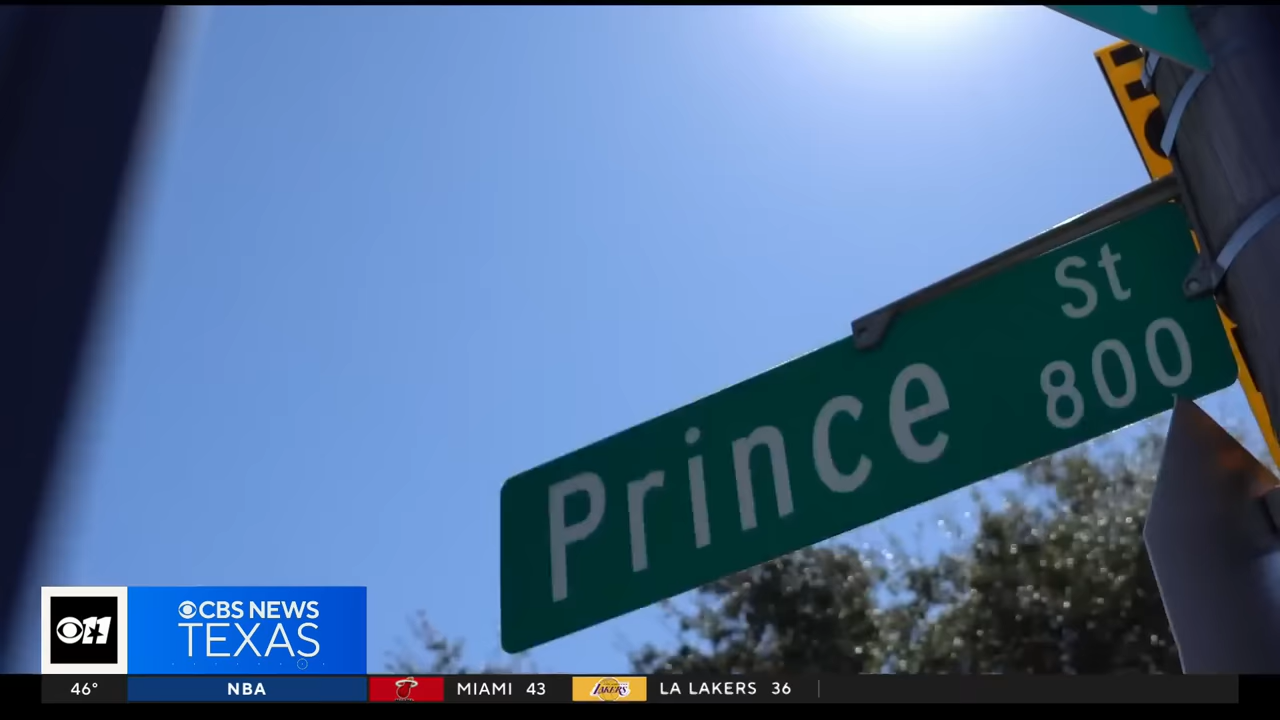 St
Prince 800
CBS NEWS
TEXAS
11
46° NBA MIAMI 43 LAKERS LA LAKERS 36